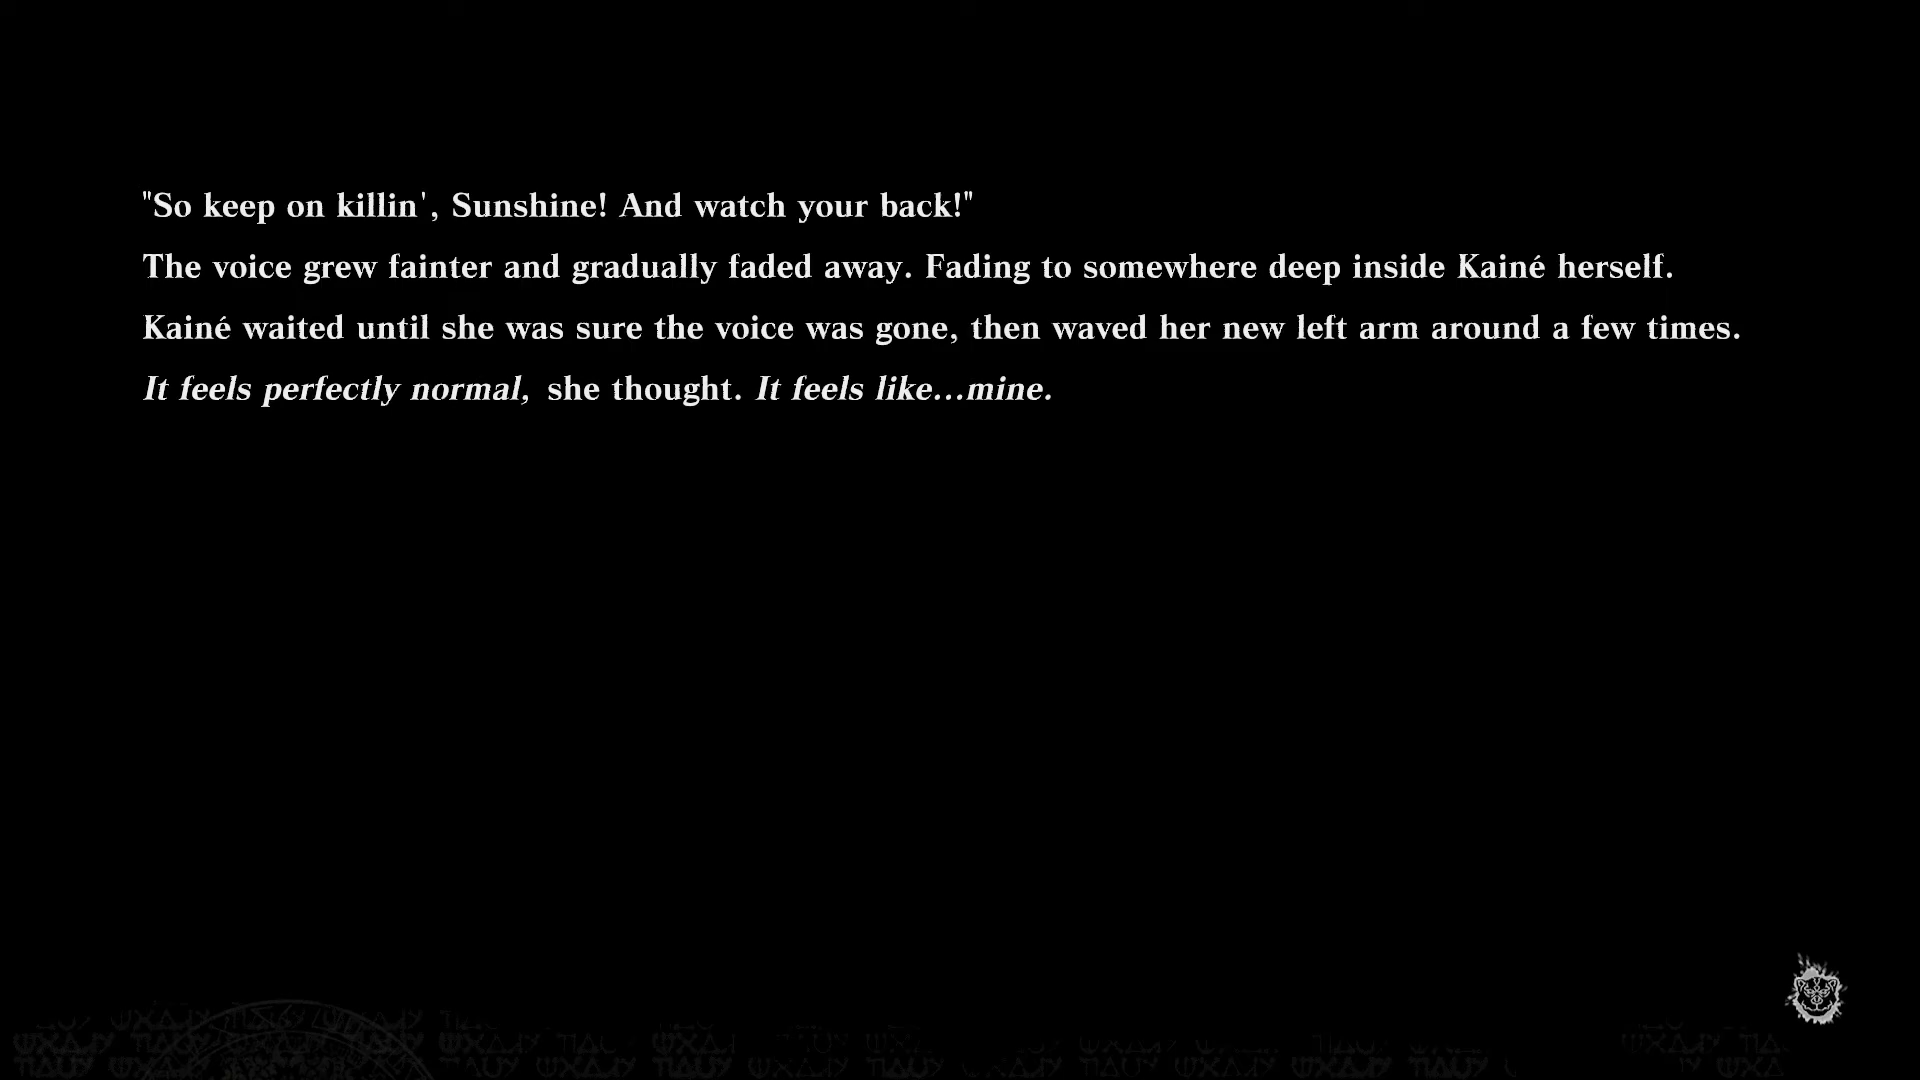 "So keep on killin', Sunshine! And watch your back!"
The voice grew fainter and gradually faded away. Fading to somewhere deep inside Kainé herself.
Kainé waited until she was sure the voice was gone, then waved her new left arm around a few times.
It feels perfectly normal, she thought. It feels like...mine.